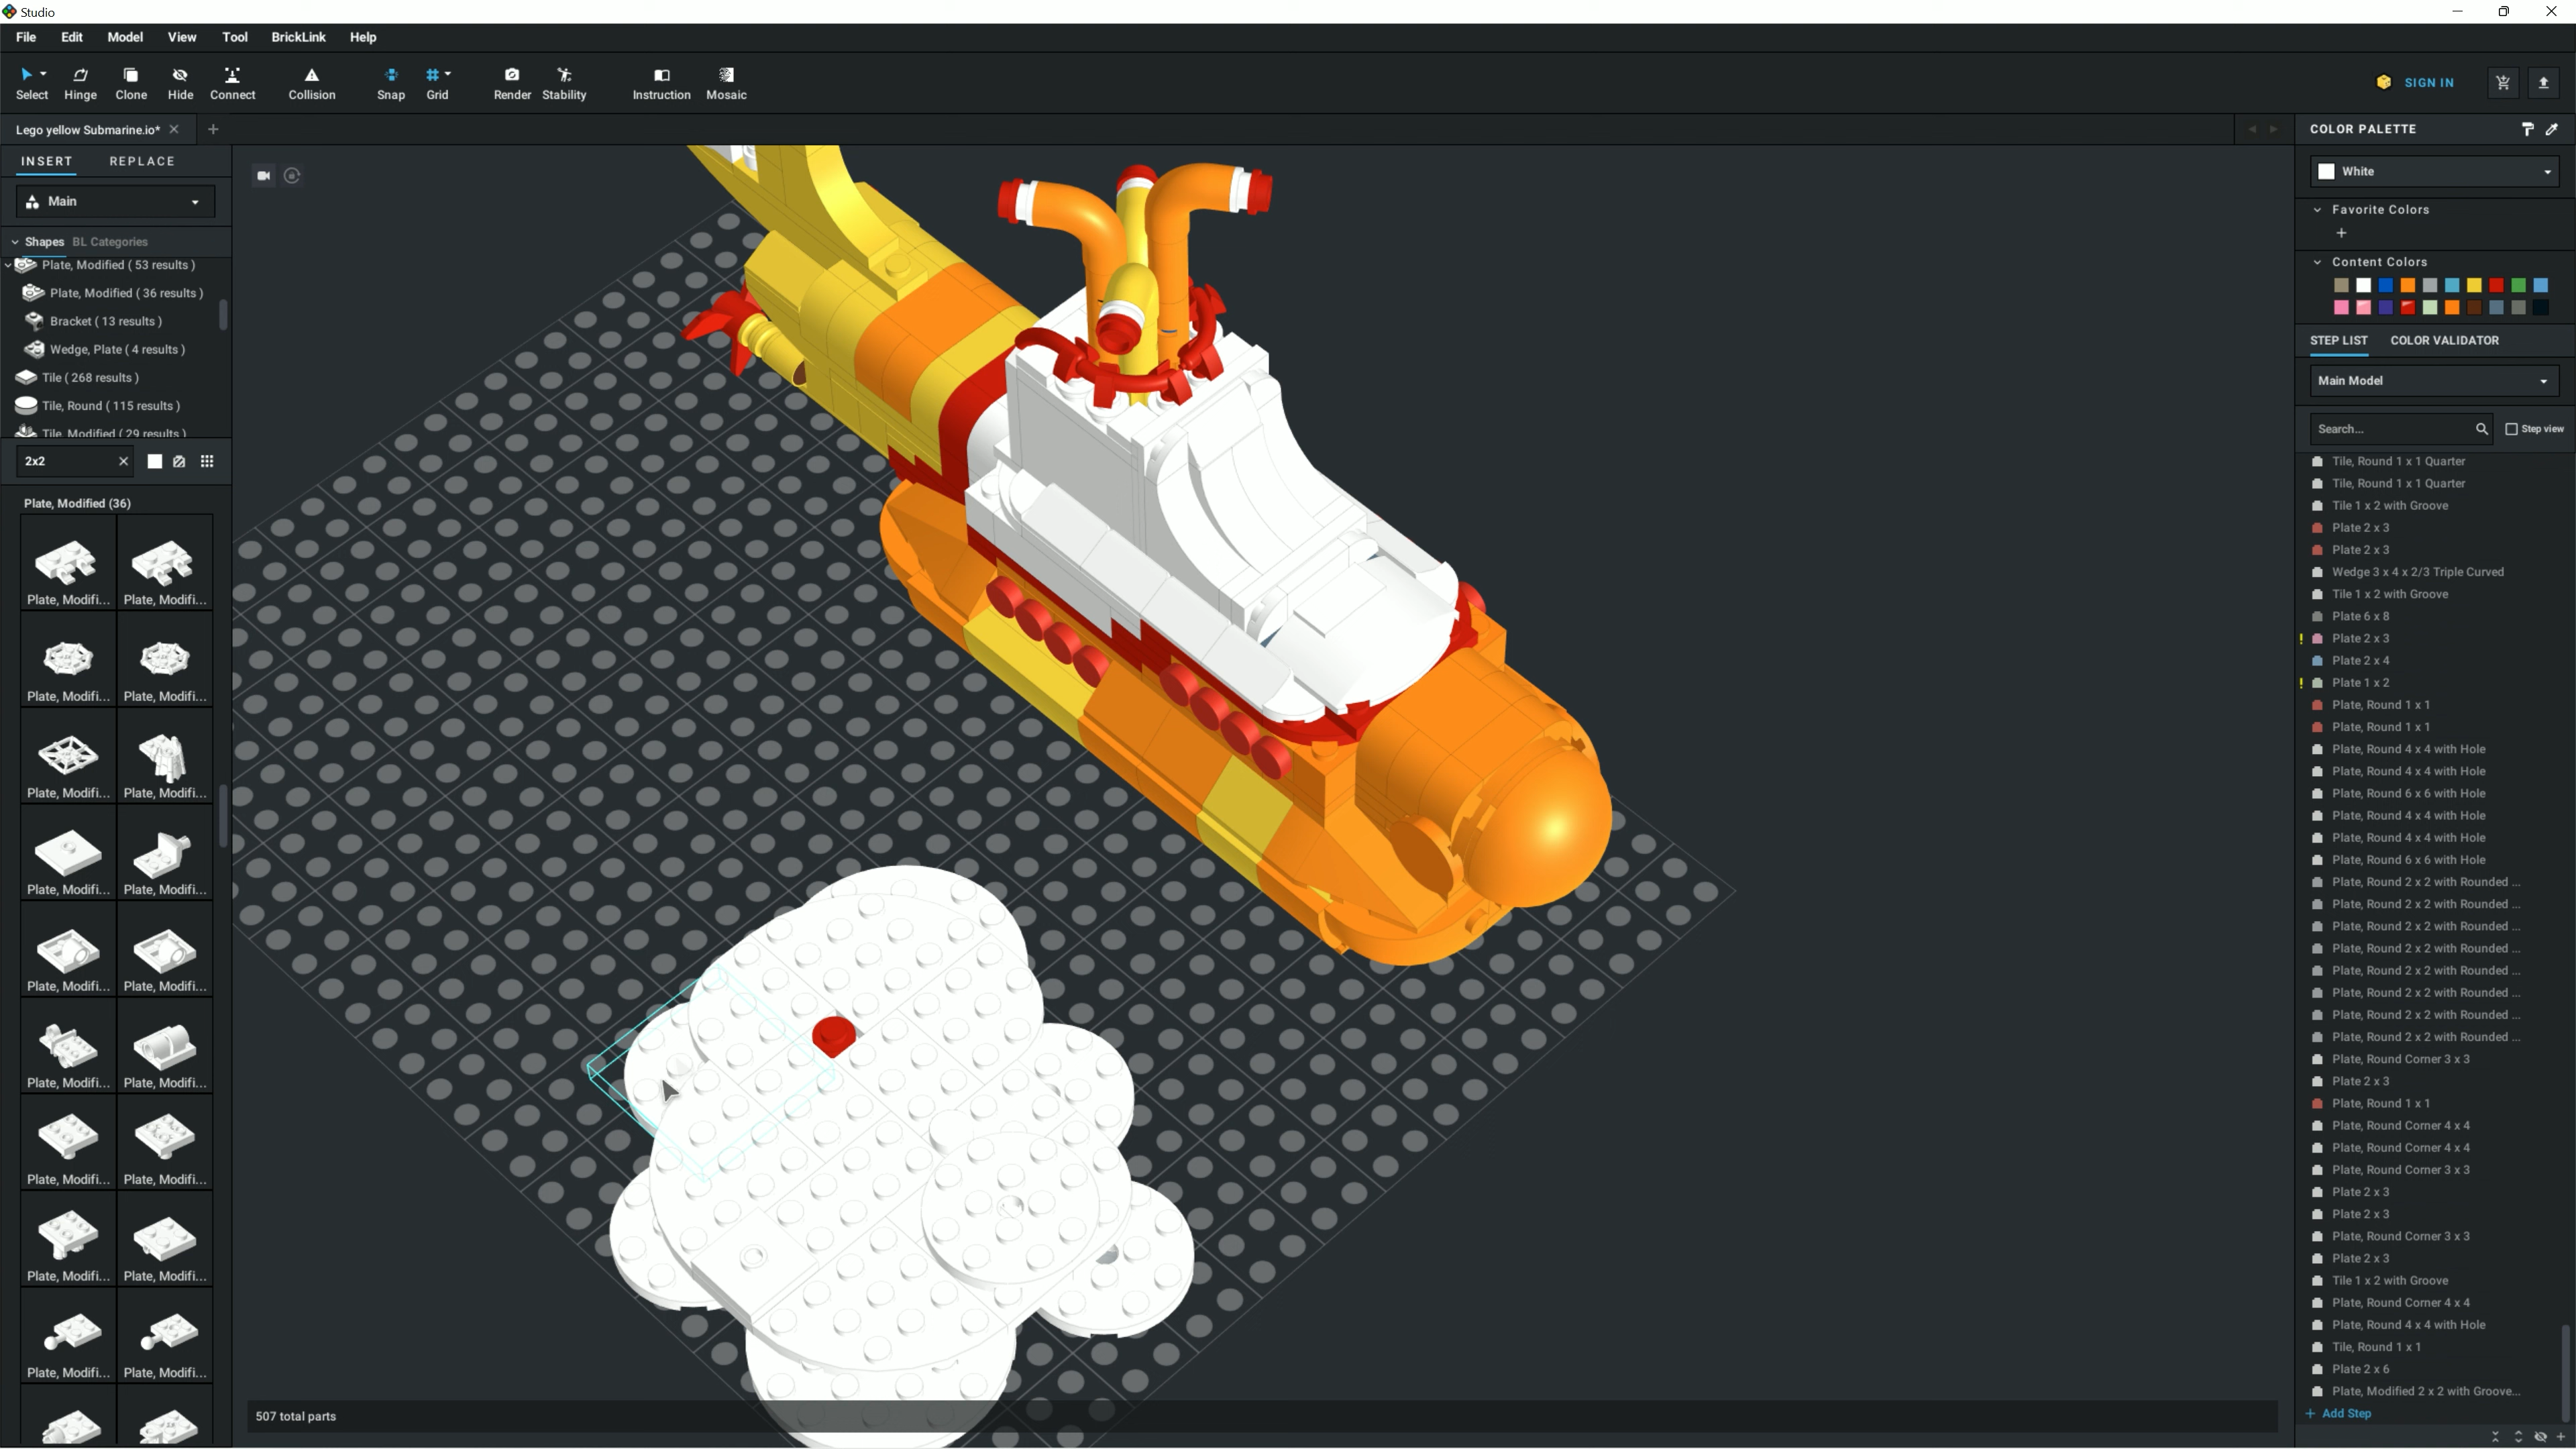 Studio
File Edit Model View Tool BrickLink Help
Select Hinge Clone Hide Connect Collision Snap Grid Render Stability Instruction Mosaic SIGN IN
Lego yellow Submarine.io*
INSERT REPLACE
Main
Shapes BL Categories
Plate, Modified ( 53 results )
Plate, Modified ( 36 results )
Bracket ( 13 results )
Wedge, Plate ( 4 results )
Tile ( 268 results )
Tile, Round ( 115 results )
Tile, Modified ( 29 results )
2x2
Plate, Modified (36)
Plate, Modifi... Plate, Modifi...
Plate, Modifi... Plate, Modifi...
Plate, Modifi... Plate, Modifi...
Plate, Modifi... Plate, Modifi...
Plate, Modifi... Plate, Modifi...
Plate, Modifi... Plate, Modifi...
Plate, Modifi... Plate, Modifi...
Plate, Modifi... Plate, Modifi...
Plate, Modifi... Plate, Modifi...
507 total parts
COLOR PALETTE
White
Favorite Colors
+
Content Colors
STEP LIST COLOR VALIDATOR
Main Model
Search... Step view
Tile, Round 1 x 1 Quarter
Tile, Round 1 x 1 Quarter
Tile 1 x 2 with Groove
Plate 2 x 3
Plate 2 x 3
Wedge 3 x 4 x 2/3 Triple Curved
Tile 1 x 2 with Groove
Plate 6 x 8
! Plate 2 x 3
Plate 2 x 4
! Plate 1 x 2
Plate, Round 1 x 1
Plate, Round 1 x 1
Plate, Round 4 x 4 with Hole
Plate, Round 4 x 4 with Hole
Plate, Round 6 x 6 with Hole
Plate, Round 4 x 4 with Hole
Plate, Round 4 x 4 with Hole
Plate, Round 6 x 6 with Hole
Plate, Round 2 x 2 with Rounded ...
Plate, Round 2 x 2 with Rounded ...
Plate, Round 2 x 2 with Rounded ...
Plate, Round 2 x 2 with Rounded ...
Plate, Round 2 x 2 with Rounded ...
Plate, Round 2 x 2 with Rounded ...
Plate, Round 2 x 2 with Rounded ...
Plate, Round 2 x 2 with Rounded ...
Plate, Round Corner 3 x 3
Plate 2 x 3
Plate, Round 1 x 1
Plate, Round Corner 4 x 4
Plate, Round Corner 4 x 4
Plate, Round Corner 3 x 3
Plate 2 x 3
Plate 2 x 3
Plate, Round Corner 3 x 3
Plate 2 x 3
Tile 1 x 2 with Groove
Plate, Round Corner 4 x 4
Plate, Round 4 x 4 with Hole
Tile, Round 1 x 1
Plate 2 x 6
Plate, Modified 2 x 2 with Groove...
+ Add Step